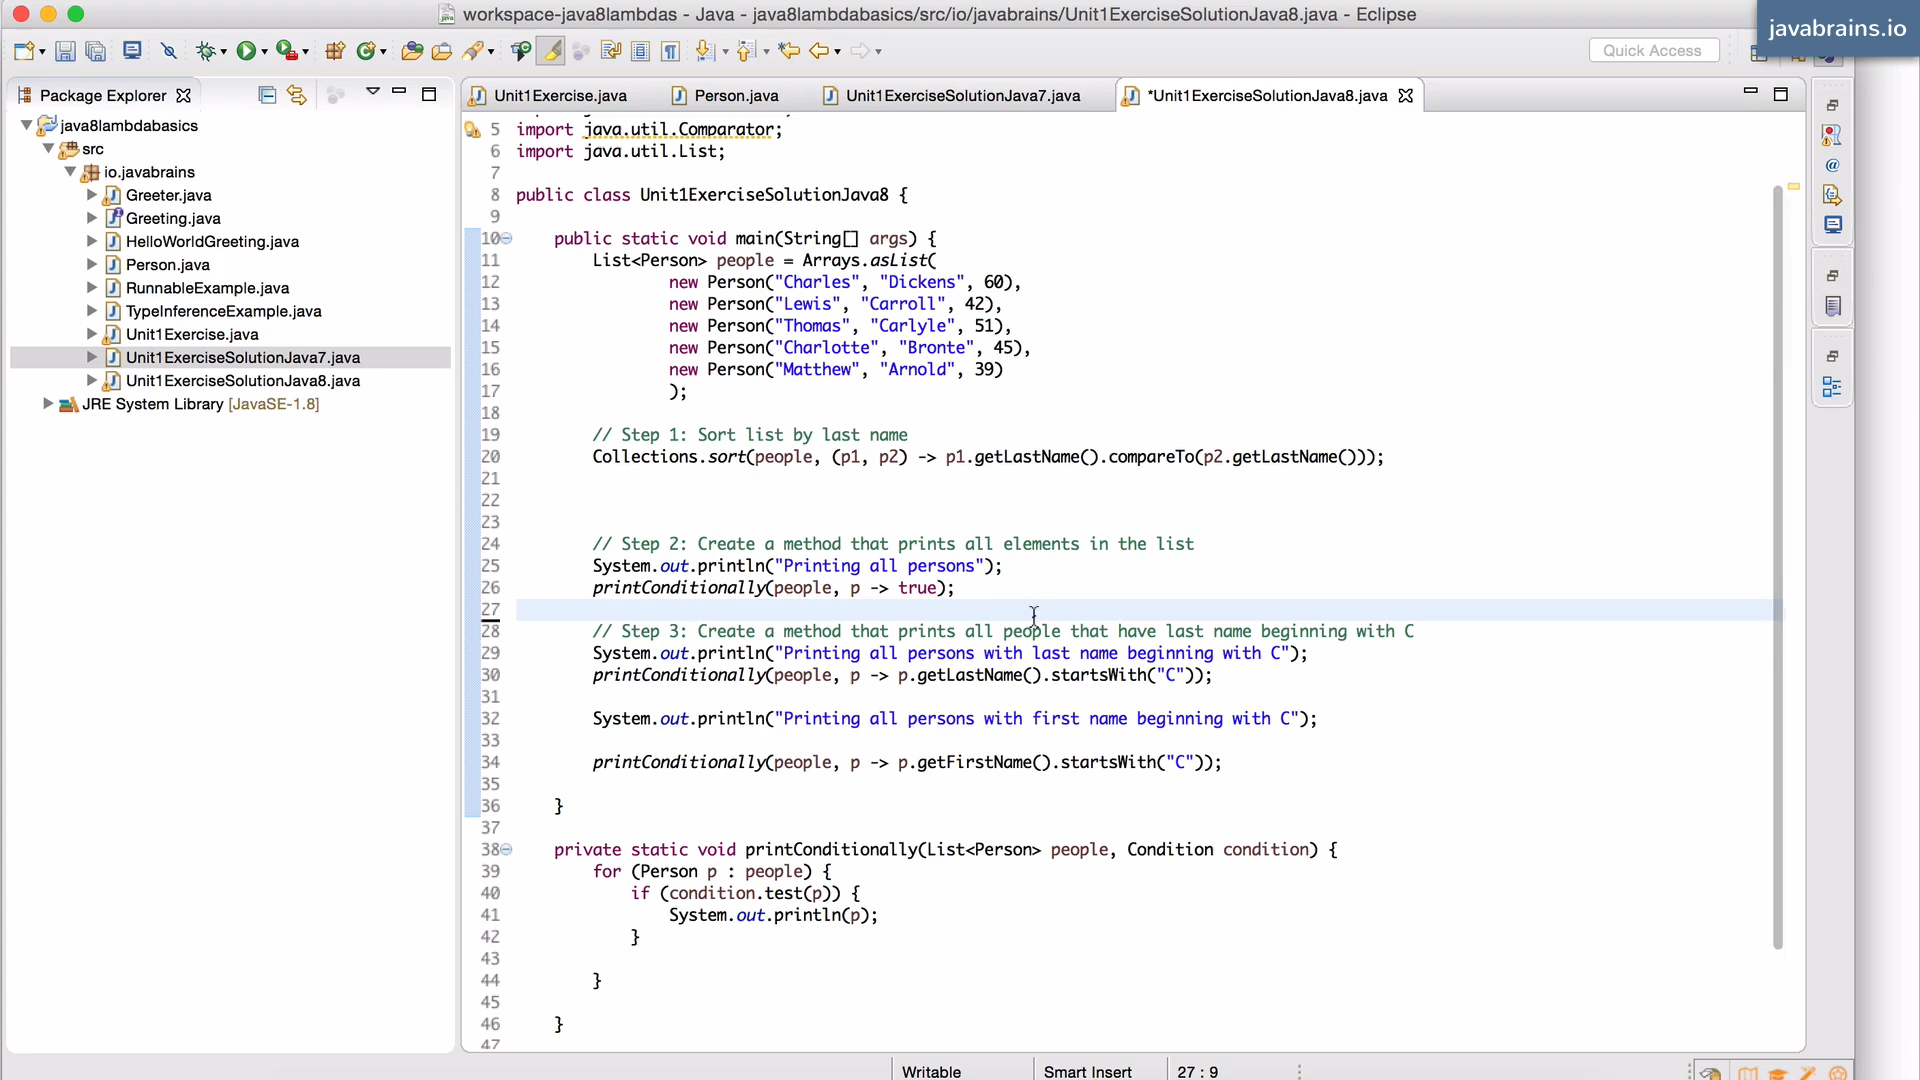 workspace-java8lambdas - Java - java8lambdabasics/src/io/javabrains/Unit1ExerciseSolutionJava8.java - Eclipse
javabrains.io
Quick Access
Package Explorer
Unit1Exercise.java
Person.java
Unit1ExerciseSolutionJava7.java
*Unit1ExerciseSolutionJava8.java
java8lambdabasics
src
io.javabrains
Greeter.java
Greeting.java
HelloWorldGreeting.java
Person.java
RunnableExample.java
TypeInferenceExample.java
Unit1Exercise.java
Unit1ExerciseSolutionJava7.java
Unit1ExerciseSolutionJava8.java
JRE System Library [JavaSE-1.8]
5 import java.util.Comparator;
6 import java.util.List;
7
8 public class Unit1ExerciseSolutionJava8 {
9
10 public static void main(String[] args) {
11 List<Person> people = Arrays.asList(
12 new Person("Charles", "Dickens", 60),
13 new Person("Lewis", "Carroll", 42),
14 new Person("Thomas", "Carlyle", 51),
15 new Person("Charlotte", "Bronte", 45),
16 new Person("Matthew", "Arnold", 39)
17 );
18
19 // Step 1: Sort list by last name
20 Collections.sort(people, (p1, p2) -> p1.getLastName().compareTo(p2.getLastName()));
21
22
23
24 // Step 2: Create a method that prints all elements in the list
25 System.out.println("Printing all persons");
26 printConditionally(people, p -> true);
27
28 // Step 3: Create a method that prints all people that have last name beginning with C
29 System.out.println("Printing all persons with last name beginning with C");
30 printConditionally(people, p -> p.getLastName().startsWith("C"));
31
32 System.out.println("Printing all persons with first name beginning with C");
33
34 printConditionally(people, p -> p.getFirstName().startsWith("C"));
35
36 }
37
38 private static void printConditionally(List<Person> people, Condition condition) {
39 for (Person p : people) {
40 if (condition.test(p)) {
41 System.out.println(p);
42 }
43
44 }
45
46 }
47
Writable
Smart Insert
27 : 9